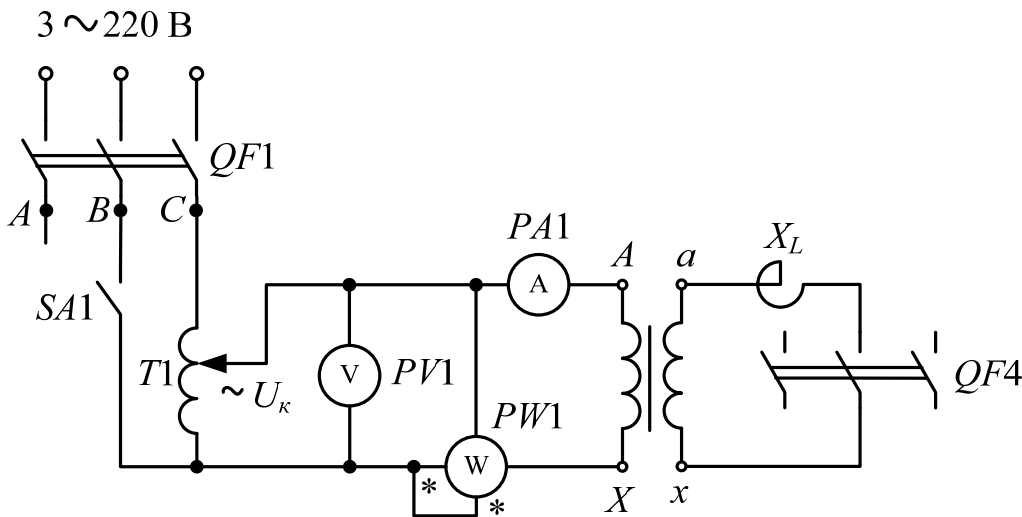 3 ~220 В
QF1
A
B
C
PA1
A
a
X_L
A
SA1
T1
V
PV1
QF4
~ U_к
PW1
W
*
*
X
x